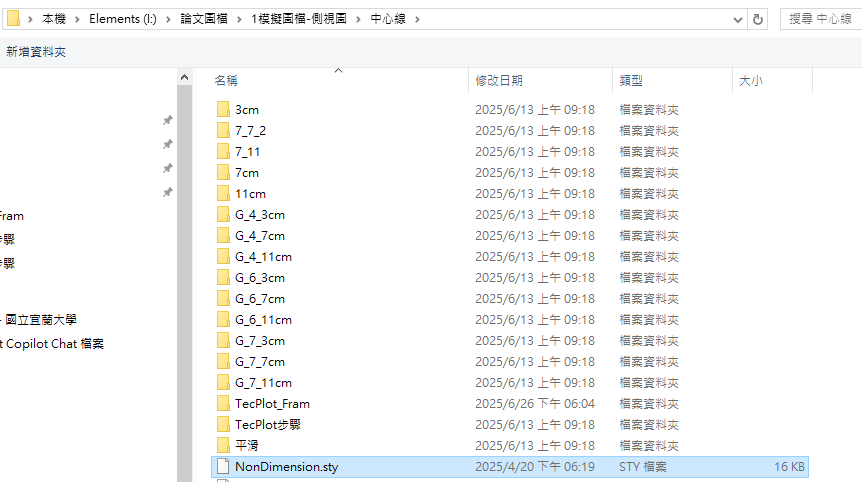 本機 > Elements (I:) > 論文圖檔 > 1模擬圖檔-側視圖 > 中心線 >
搜尋 中心線
新增資料夾
名稱 修改日期 類型 大小
3cm 2025/6/13 上午 09:18 檔案資料夾
7_7_2 2025/6/13 上午 09:18 檔案資料夾
7_11 2025/6/13 上午 09:18 檔案資料夾
7cm 2025/6/13 上午 09:18 檔案資料夾
11cm 2025/6/13 上午 09:18 檔案資料夾
Fram
G_4_3cm 2025/6/13 上午 09:18 檔案資料夾
步驟
G_4_7cm 2025/6/13 上午 09:18 檔案資料夾
G_4_11cm 2025/6/13 上午 09:18 檔案資料夾
步驟
G_6_3cm 2025/6/13 上午 09:18 檔案資料夾
G_6_7cm 2025/6/13 上午 09:18 檔案資料夾
- 國立宜蘭大學
G_6_11cm 2025/6/13 上午 09:18 檔案資料夾
t Copilot Chat 檔案
G_7_3cm 2025/6/13 上午 09:18 檔案資料夾
G_7_7cm 2025/6/13 上午 09:18 檔案資料夾
G_7_11cm 2025/6/13 上午 09:18 檔案資料夾
TecPlot_Fram 2025/6/26 下午 06:04 檔案資料夾
TecPlot步驟 2025/6/13 上午 09:18 檔案資料夾
平滑 2025/6/13 上午 09:18 檔案資料夾
NonDimension.sty 2025/4/20 下午 06:19 STY 檔案 16 KB